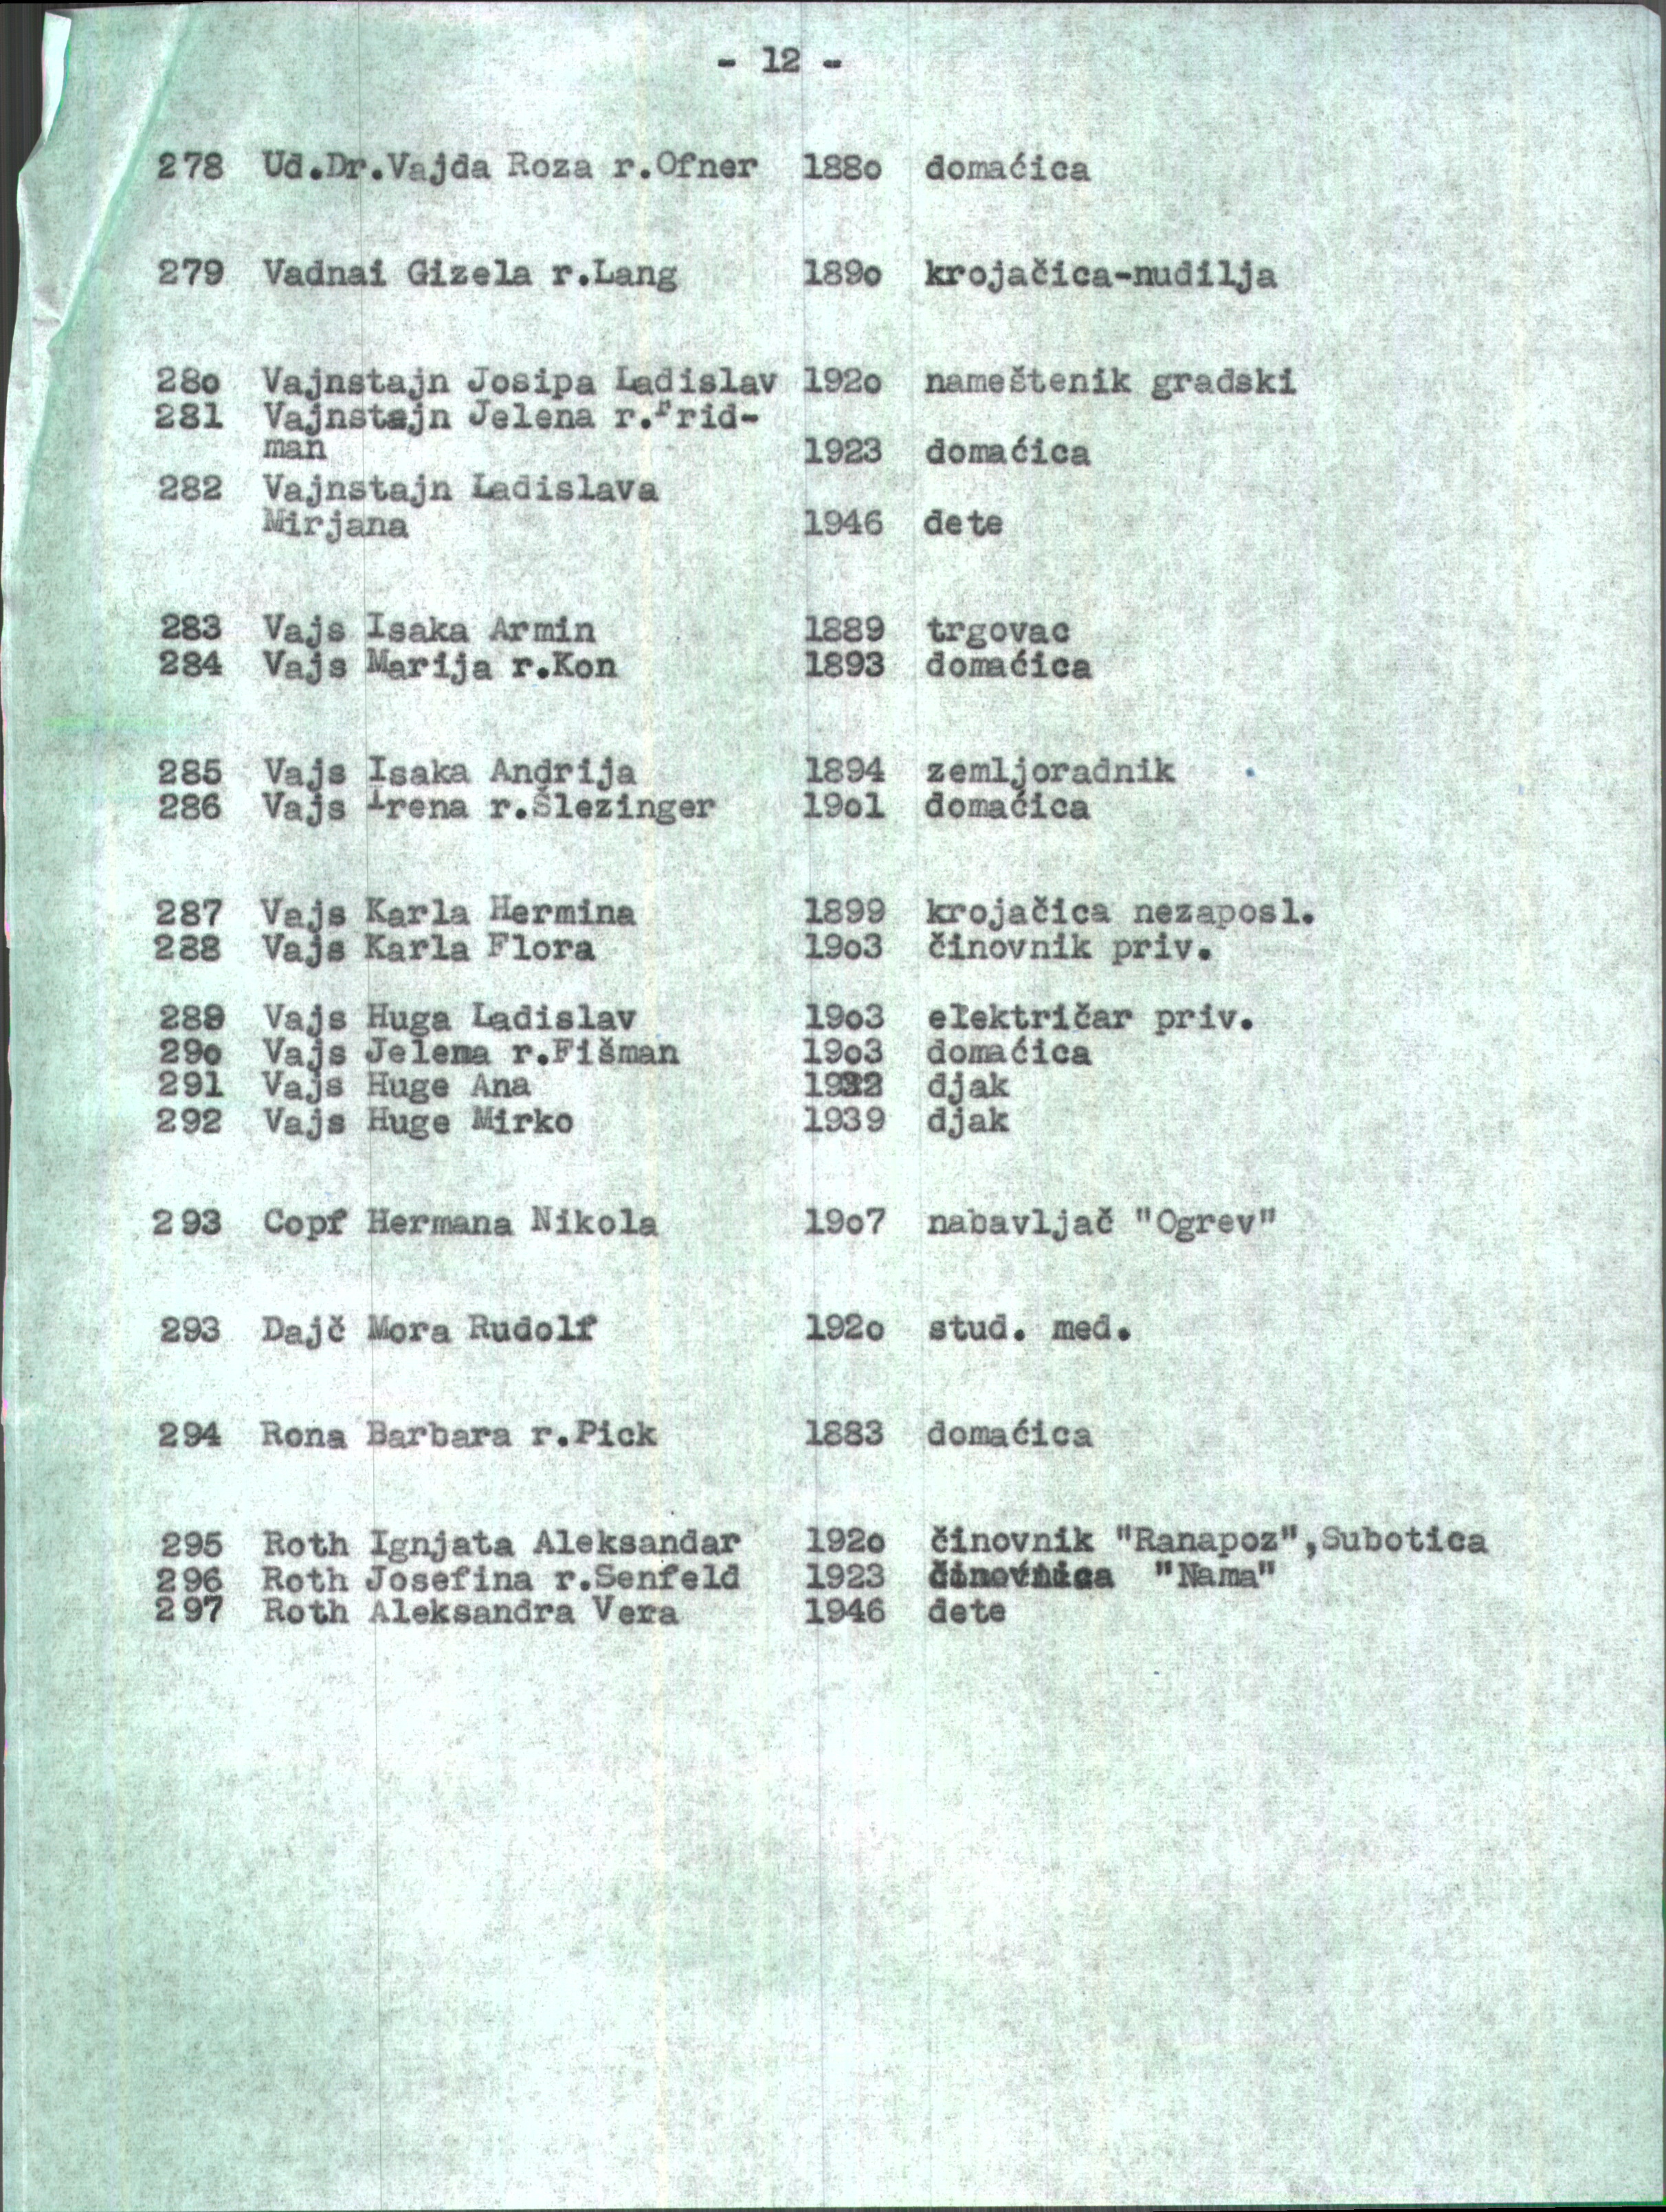 - 12 -
278 Ud.Dr.Vajda Roza r.Ofner 188o domaćica
279 Vadnai Gizela r.Lang 189o krojačica-nudilja
28o Vajnstajn Josipa Ladislav 192o nameštenik gradski
281 Vajnstajn Jelena r.Frid-
man 1923 domaćica
282 Vajnstajn Ladislava
Mirjana 1946 dete
283 Vajs Isaka Armin 1889 trgovac
284 Vajs Marija r.Kon 1893 domaćica
285 Vajs Isaka Andrija 1894 zemljoradnik
286 Vajs Irena r.Šlezinger 19o1 domaćica
287 Vajs Karla Hermina 1899 krojačica nezaposl.
288 Vajs Karla Flora 19o3 činovnik priv.
289 Vajs Huga Ladislav 19o3 električar priv.
29o Vajs Jelena r.Fišman 19o3 domaćica
291 Vajs Huge Ana djak
292 Vajs Huge Mirko 1939 djak
293 Copf Hermana Nikola 19o7 nabavljač "Ogrev"
293 Dajč Mora Rudolf 192o stud. med.
294 Rona Barbara r.Pick 1883 domaćica
295 Roth Ignjata Aleksandar 192o činovnik "Ranapoz",Subotica
296 Roth Josefina r.Senfeld 1923 činovnica "Nama"
297 Roth Aleksandra Vera 1946 dete